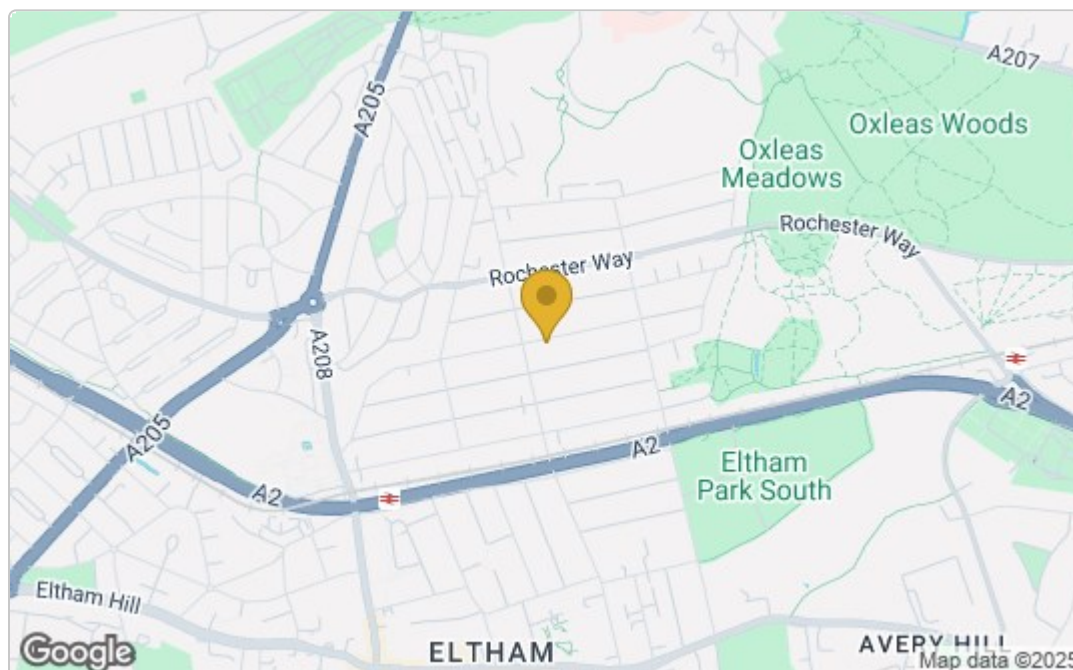 A205
A207
Oxleas Woods
Oxleas
Meadows
Rochester Way
Rochester Way
A208
A205
A2
A2
A2
Eltham
Park South
Eltham Hill
ELTHAM
AVERY HILL
Google
Map data ©2025